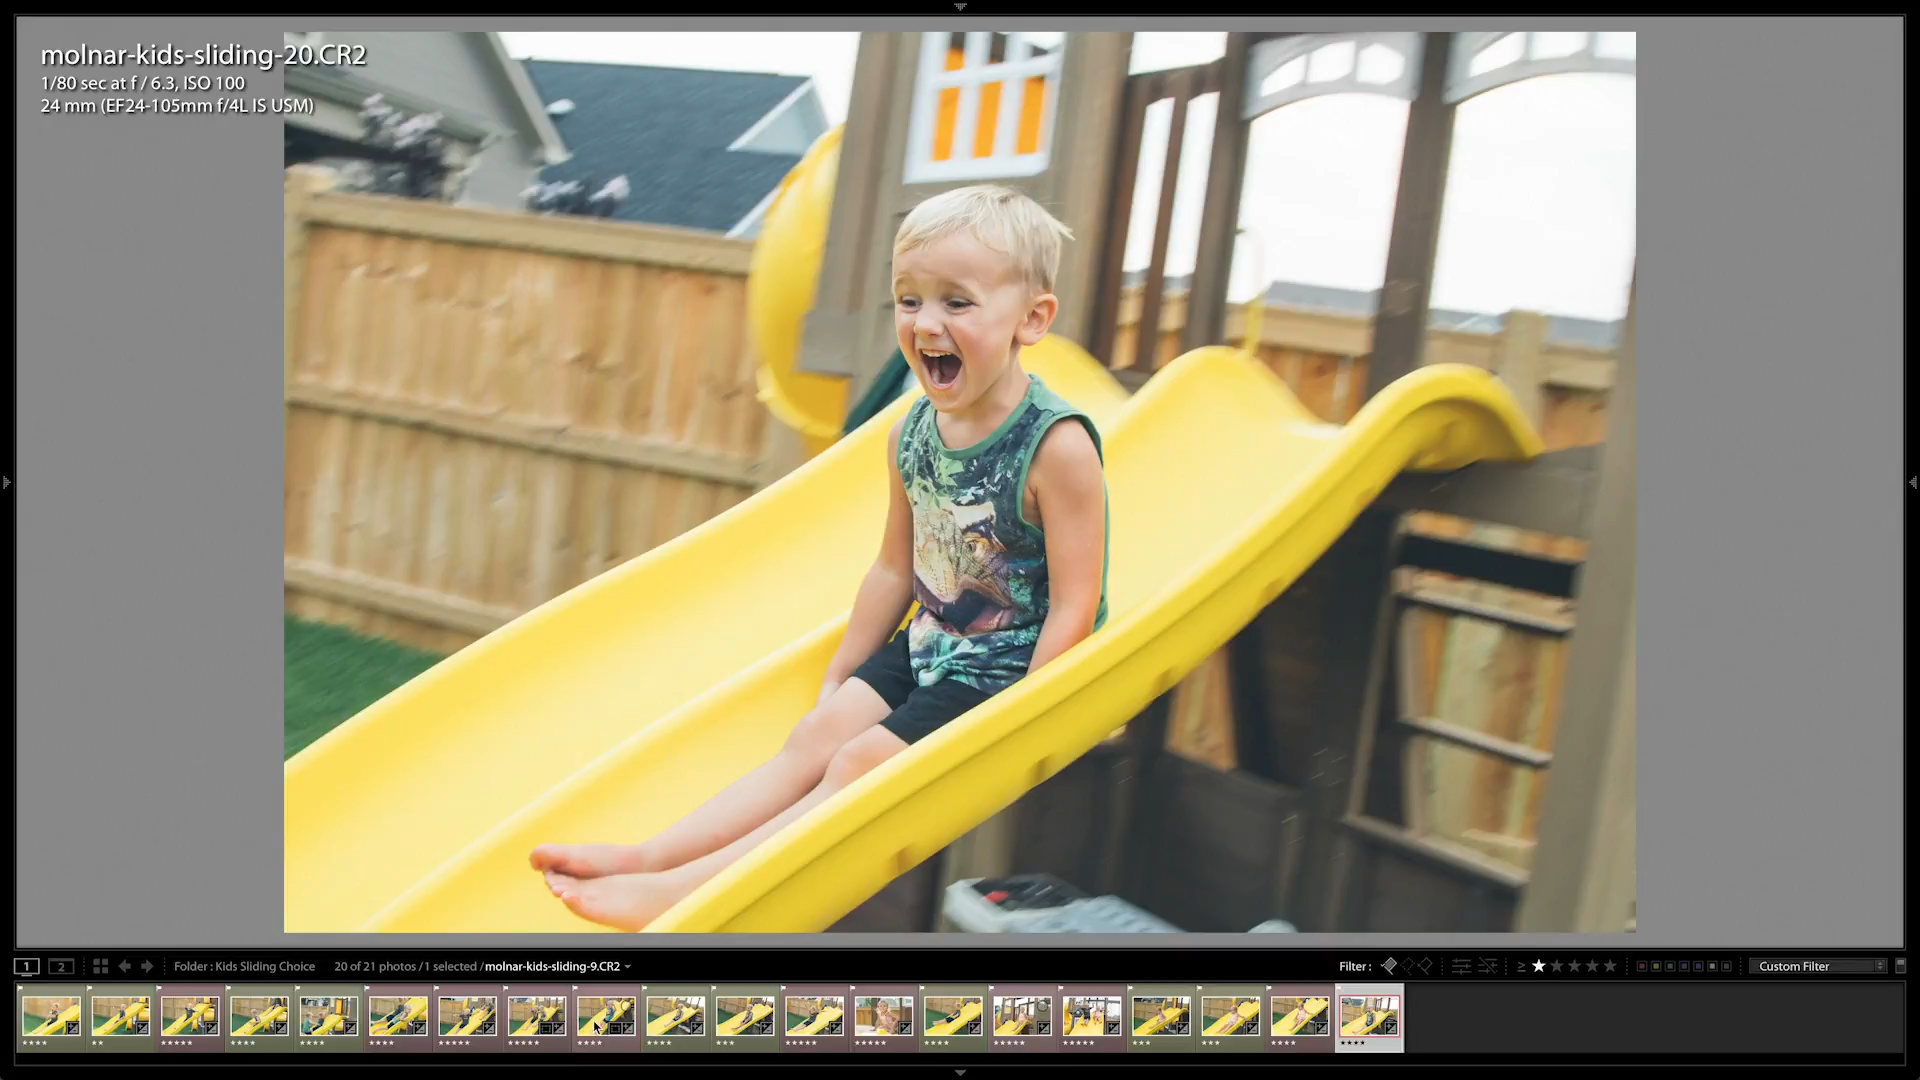 molnar-kids-sliding-20.CR2
1/80 sec at f / 6.3, ISO 100
24 mm (EF24-105mm f/4L IS USM)
1 2 Folder : Kids Sliding Choice 20 of 21 photos /1 selected /molnar-kids-sliding-9.CR2 Filter : ≥ Custom Filter